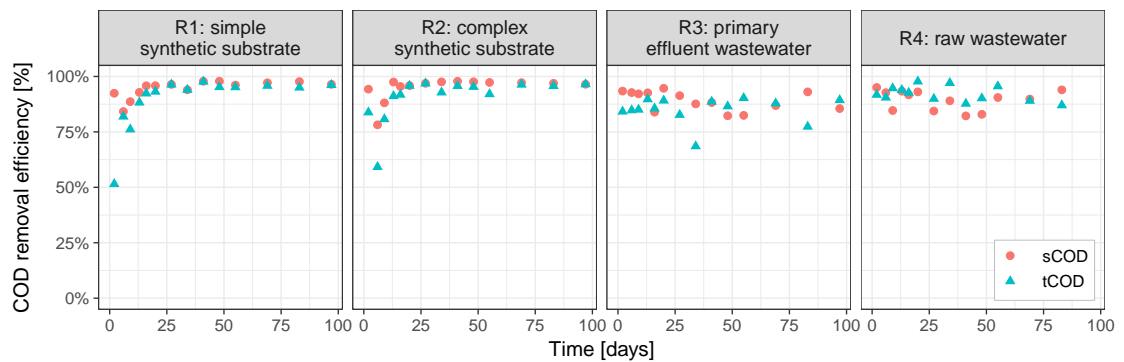 R1: simple
synthetic substrate
R2: complex
synthetic substrate
R3: primary
effluent wastewater
R4: raw wastewater
COD removal efficiency [%]
100%
75%
50%
25%
0%
sCOD
tCOD
0 25 50 75 100
0 25 50 75 100
0 25 50 75 100
0 25 50 75 100
Time [days]